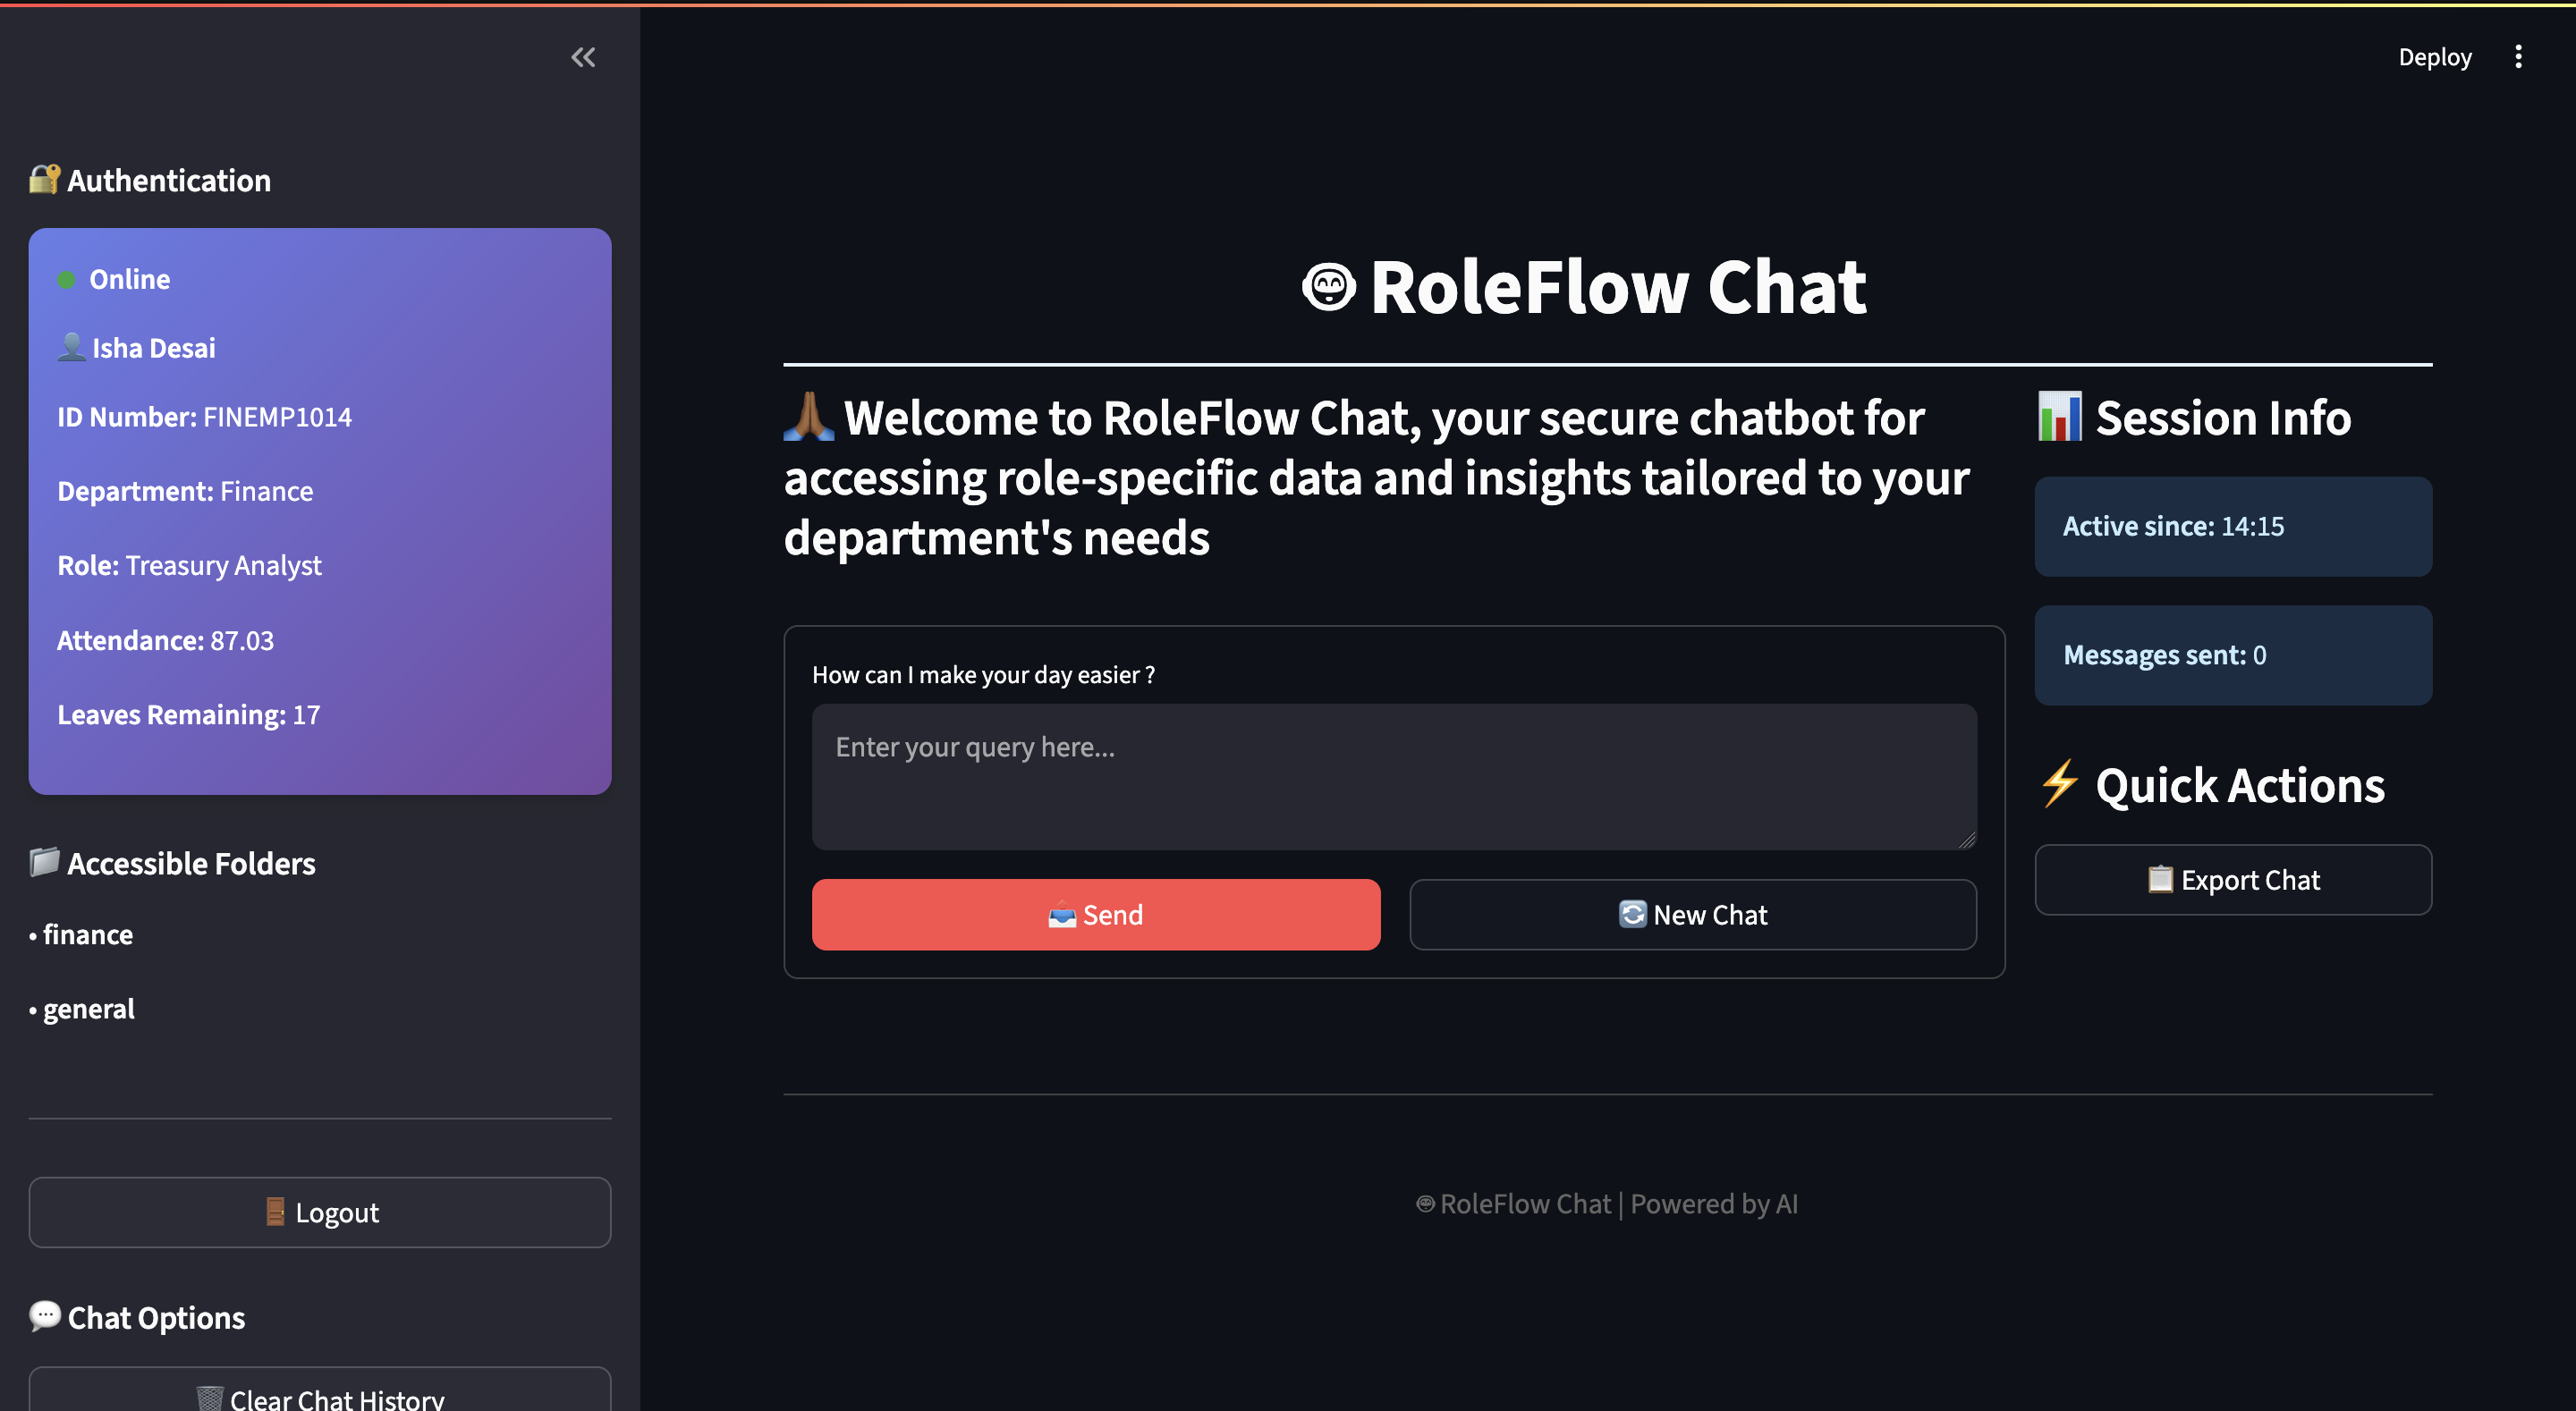 Deploy
Authentication
Online
Isha Desai
ID Number: FINEMP1014
Department: Finance
Role: Treasury Analyst
Attendance: 87.03
Leaves Remaining: 17
Accessible Folders
• finance
• general
Logout
Chat Options
Clear Chat History
RoleFlow Chat
Welcome to RoleFlow Chat, your secure chatbot for
accessing role-specific data and insights tailored to your
department's needs
How can I make your day easier ?
Enter your query here...
Send
New Chat
Session Info
Active since: 14:15
Messages sent: 0
Quick Actions
Export Chat
RoleFlow Chat | Powered by AI